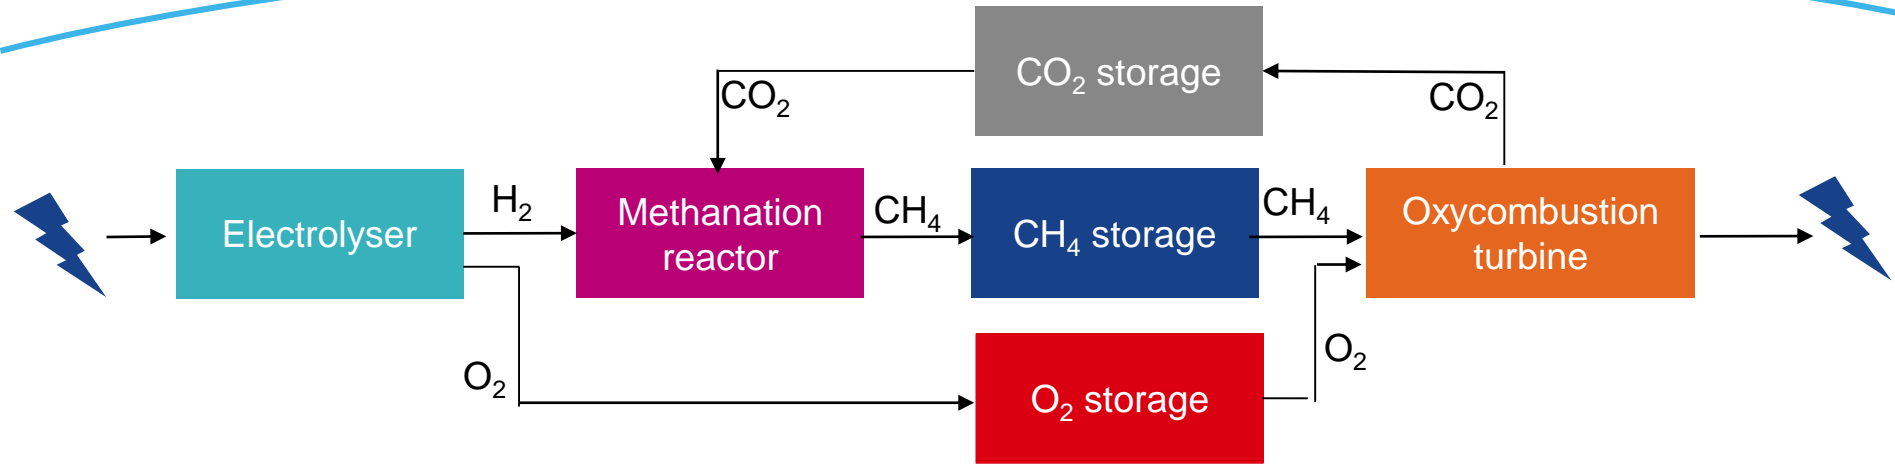 CO₂ storage
CO₂
CO₂
Electrolyser
H₂
Methanation
reactor
CH₄
CH₄ storage
CH₄
Oxycombustion
turbine
O₂
O₂ storage
O₂